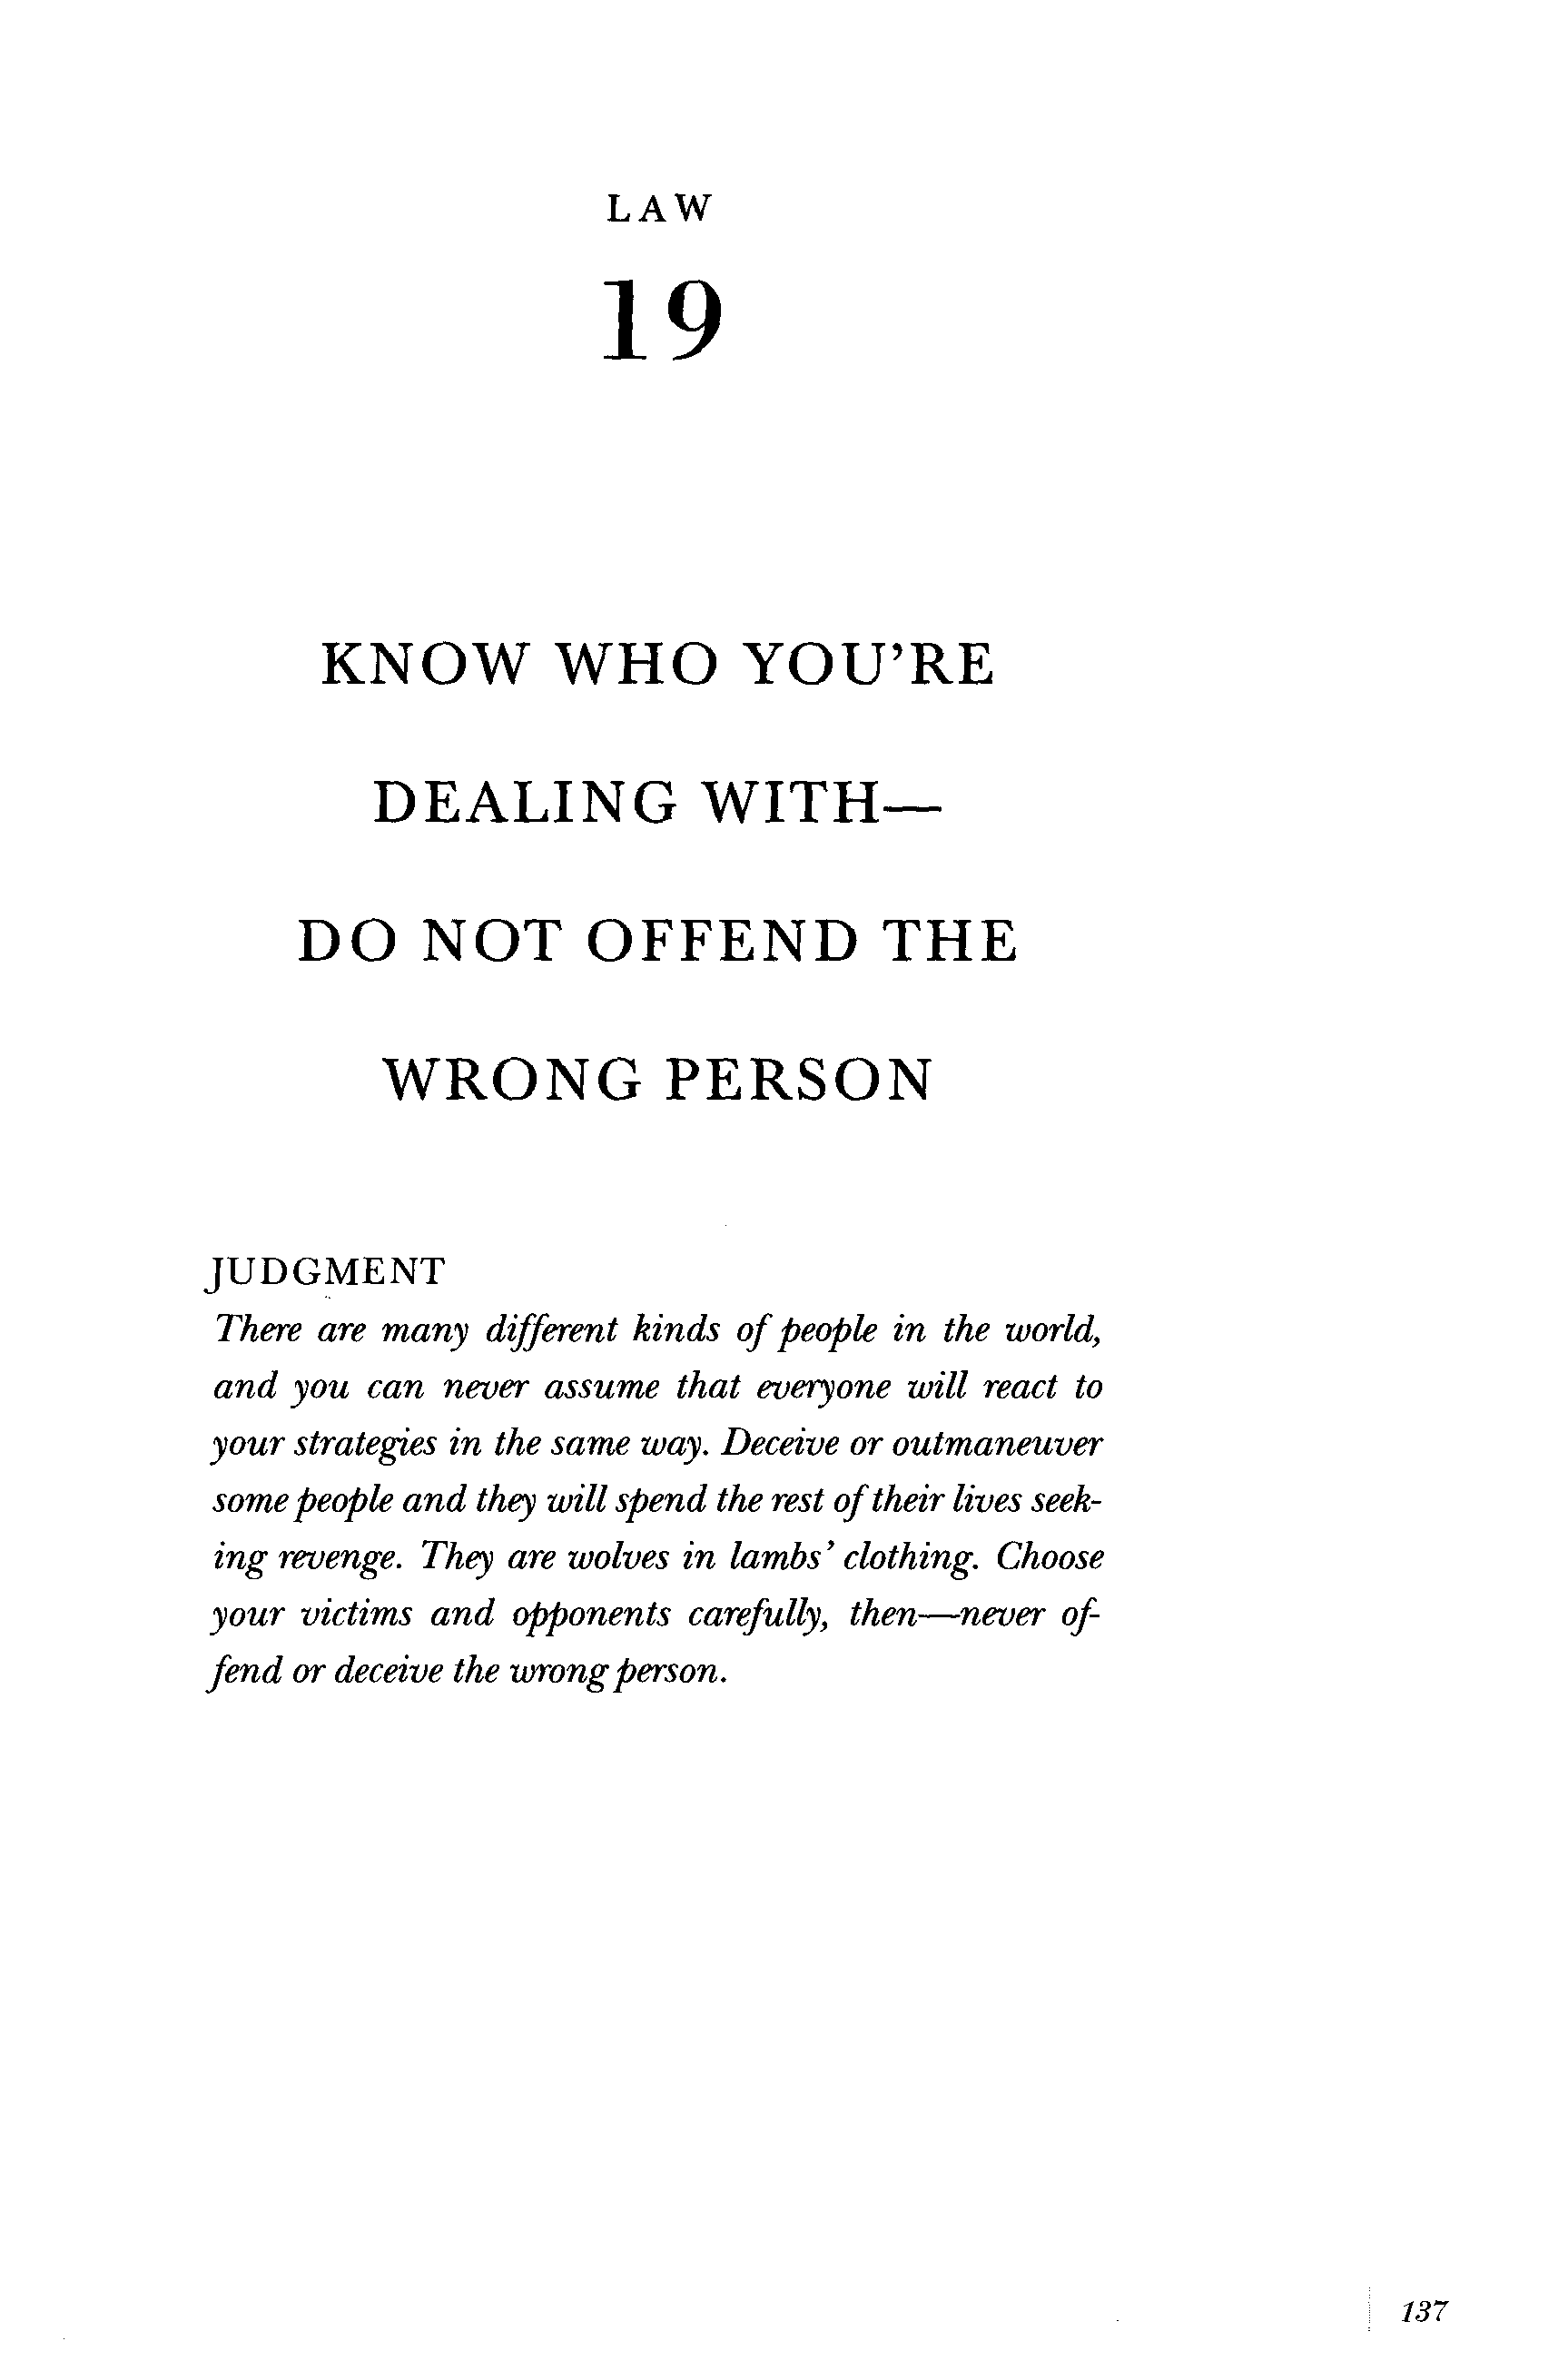 LAW
19
KNOW WHO YOU'RE
DEALING WITH—
DO NOT OFFEND THE
WRONG PERSON
JUDGMENT
There are many different kinds of people in the world,
and you can never assume that everyone will react to
your strategies in the same way. Deceive or outmaneuver
some people and they will spend the rest of their lives seek-
ing revenge. They are wolves in lambs' clothing. Choose
your victims and opponents carefully, then—never of-
fend or deceive the wrong person.
137